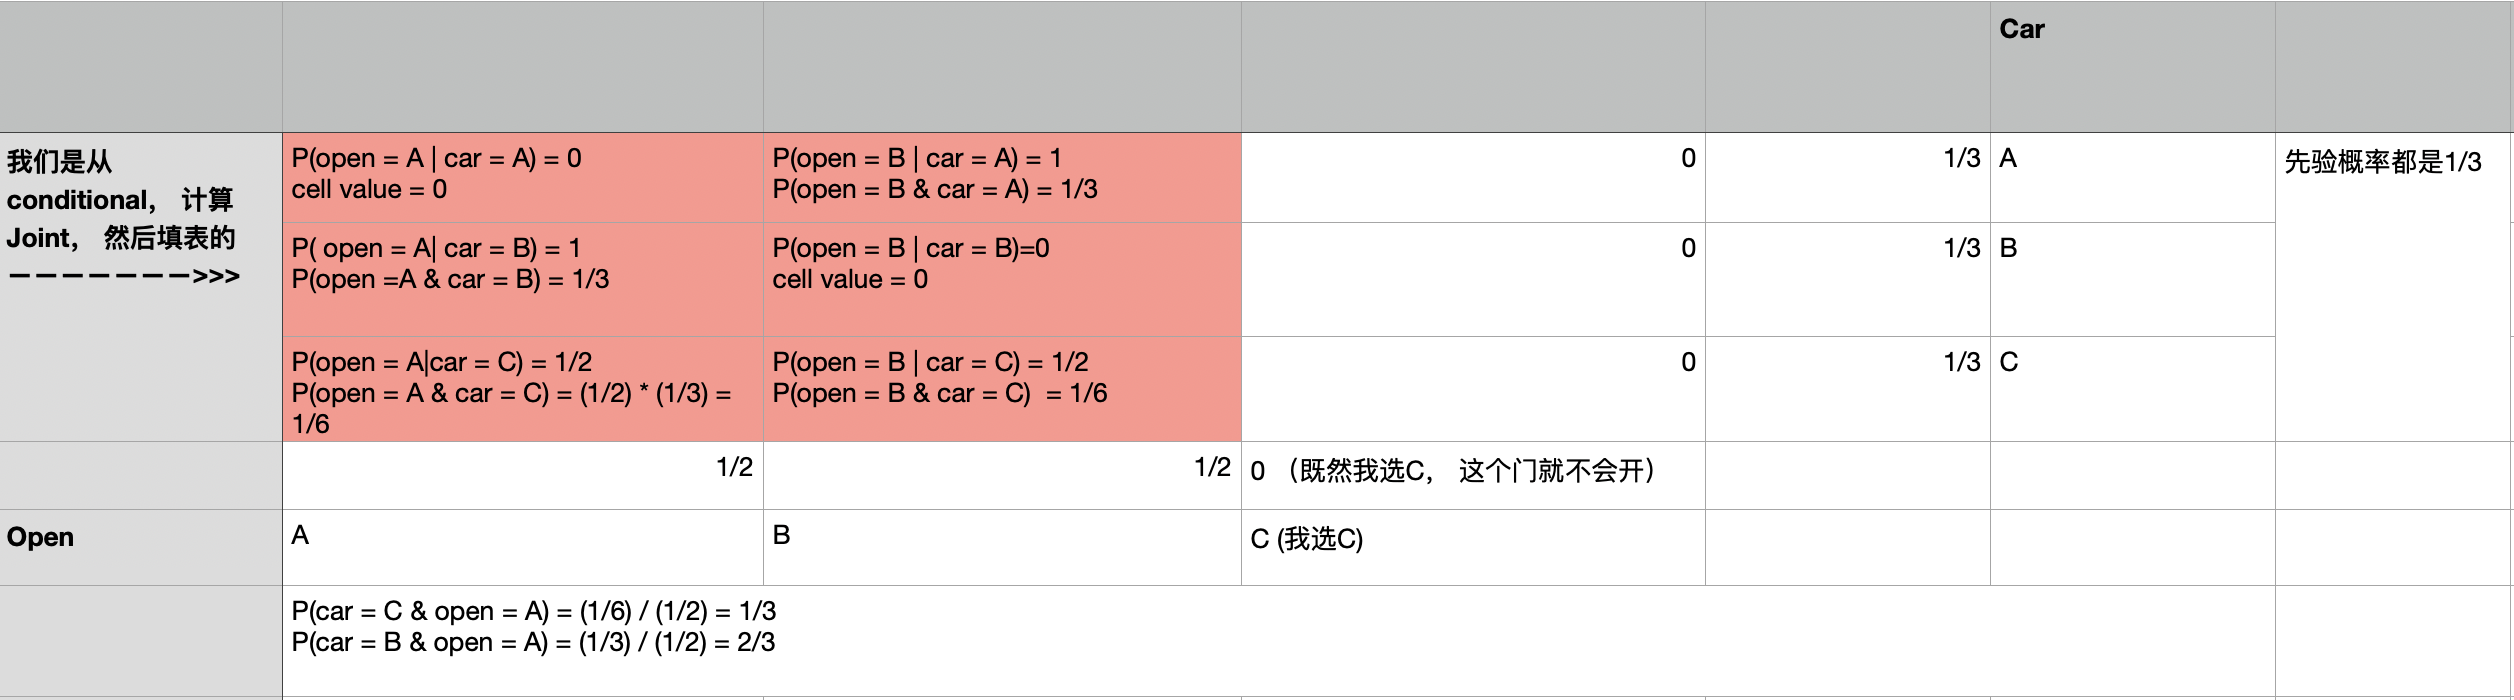 Car
我们是从
conditional， 计算
Joint， 然后填表的
－－－－－－－>>>
P(open = A | car = A) = 0
cell value = 0
P(open = B | car = A) = 1
P(open = B & car = A) = 1/3
0
1/3
A
先验概率都是1/3
P( open = A| car = B) = 1
P(open =A & car = B) = 1/3
P(open = B | car = B)=0
cell value = 0
0
1/3
B
P(open = A|car = C) = 1/2
P(open = A & car = C) = (1/2) * (1/3) =
1/6
P(open = B | car = C) = 1/2
P(open = B & car = C)  = 1/6
0
1/3
C
1/2
1/2
0 （既然我选C， 这个门就不会开）
Open
A
B
C (我选C)
P(car = C & open = A) = (1/6) / (1/2) = 1/3
P(car = B & open = A) = (1/3) / (1/2) = 2/3